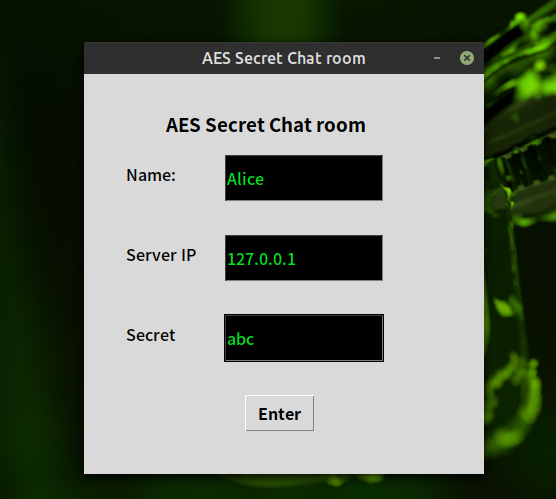 AES Secret Chat room
AES Secret Chat room
Name:
Alice
Server IP
127.0.0.1
Secret
abc
Enter